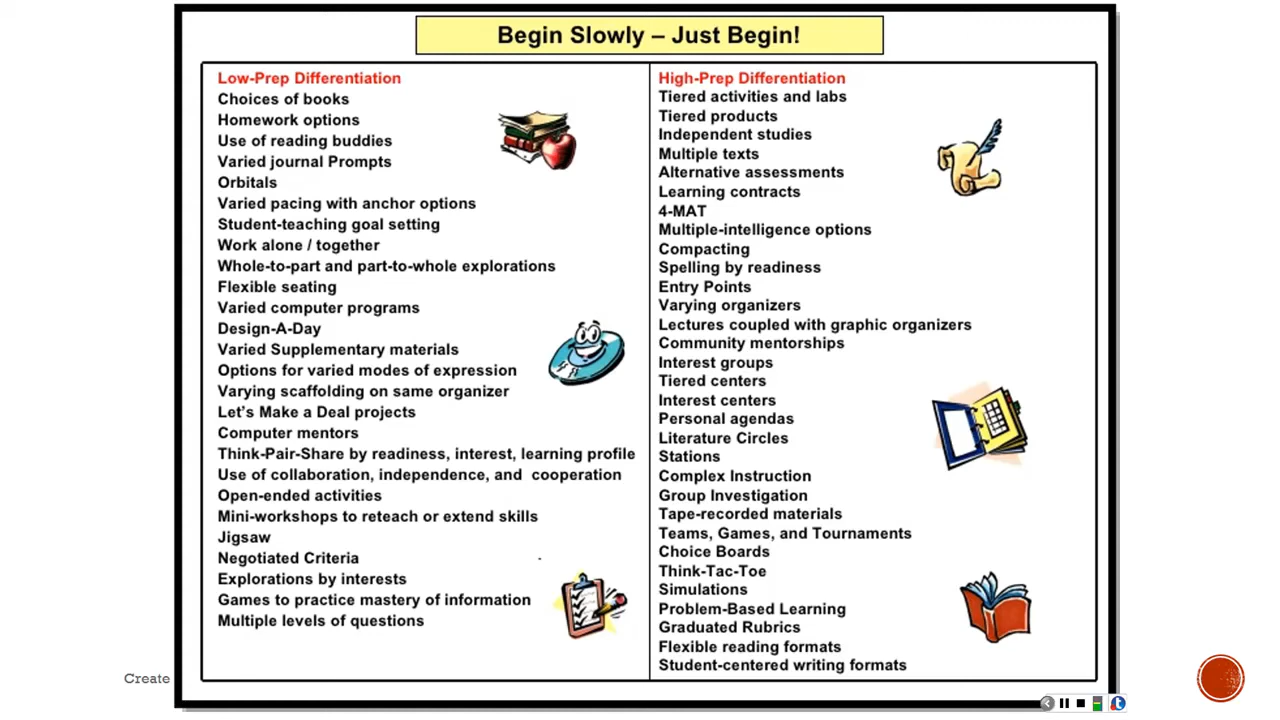 Begin Slowly – Just Begin!
Low-Prep Differentiation
Choices of books
Homework options
Use of reading buddies
Varied journal Prompts
Orbitals
Varied pacing with anchor options
Student-teaching goal setting
Work alone / together
Whole-to-part and part-to-whole explorations
Flexible seating
Varied computer programs
Design-A-Day
Varied Supplementary materials
Options for varied modes of expression
Varying scaffolding on same organizer
Let's Make a Deal projects
Computer mentors
Think-Pair-Share by readiness, interest, learning profile
Use of collaboration, independence, and cooperation
Open-ended activities
Mini-workshops to reteach or extend skills
Jigsaw
Negotiated Criteria
Explorations by interests
Games to practice mastery of information
Multiple levels of questions
High-Prep Differentiation
Tiered activities and labs
Tiered products
Independent studies
Multiple texts
Alternative assessments
Learning contracts
4-MAT
Multiple-intelligence options
Compacting
Spelling by readiness
Entry Points
Varying organizers
Lectures coupled with graphic organizers
Community mentorships
Interest groups
Tiered centers
Interest centers
Personal agendas
Literature Circles
Stations
Complex Instruction
Group Investigation
Tape-recorded materials
Teams, Games, and Tournaments
Choice Boards
Think-Tac-Toe
Simulations
Problem-Based Learning
Graduated Rubrics
Flexible reading formats
Student-centered writing formats
Create